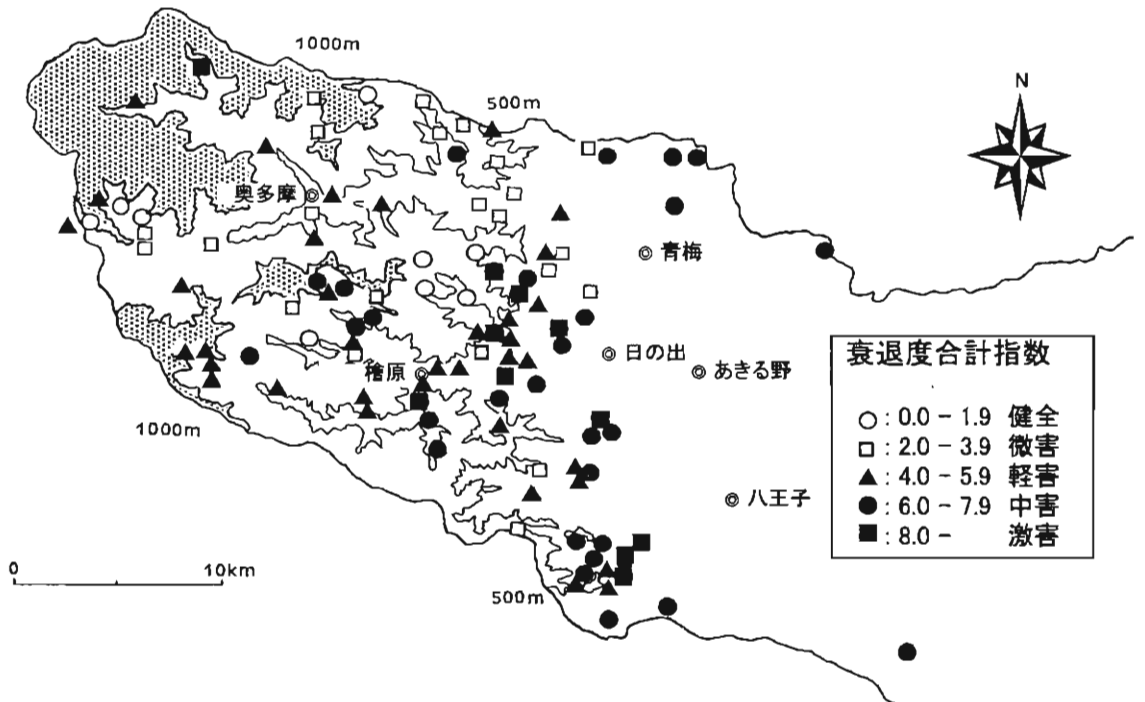 1000m
500m
N
奥多摩
青梅
日の出
あきる野
檜原
1000m
八王子
0 10km
500m
衰退度合計指数
○ : 0.0 - 1.9 健全
□ : 2.0 - 3.9 微害
▲ : 4.0 - 5.9 軽害
● : 6.0 - 7.9 中害
■ : 8.0 - 激害